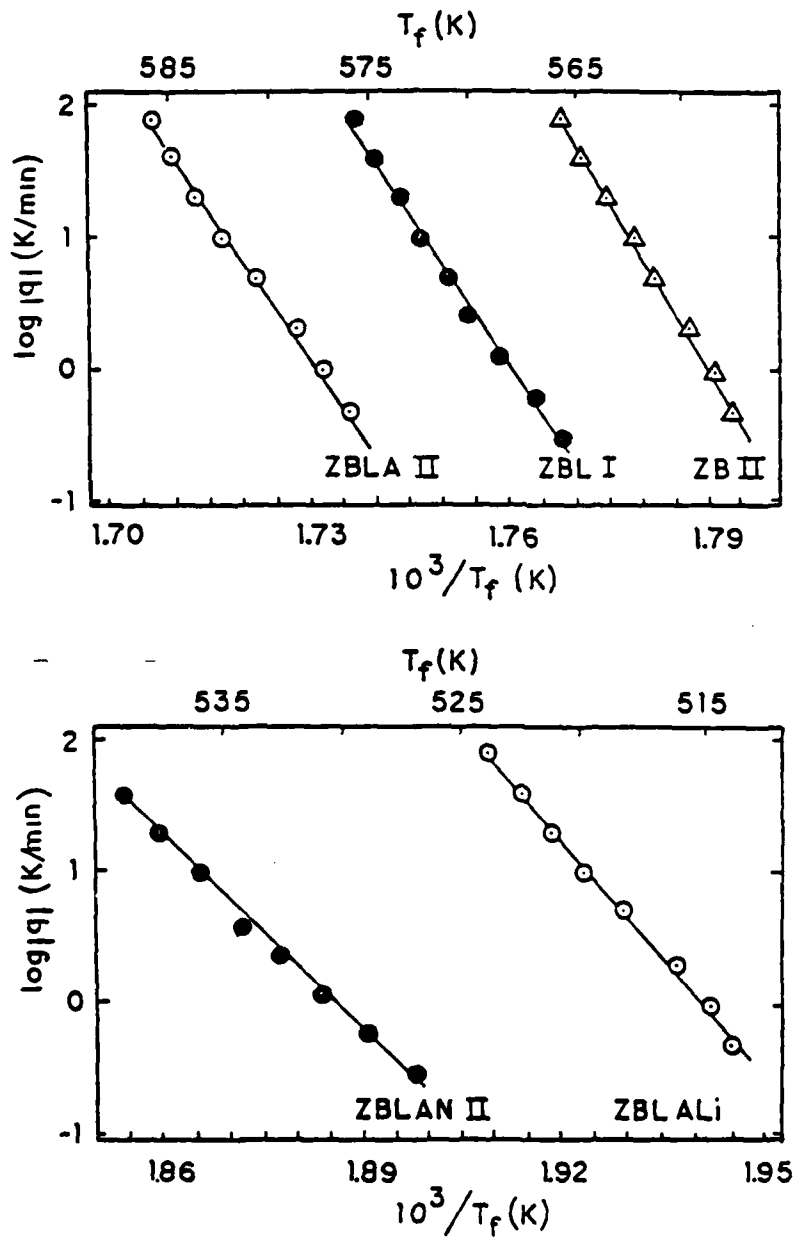 T_f(K)
585 575 565
2
1
0
-1
log |q| (K/min)
ZBLA II ZBL I ZB II
1.70 1.73 1.76 1.79
10^3/T_f (K)
T_f(K)
535 525 515
2
1
0
-1
log|q| (K/min)
ZBLAN II ZBLALi
1.86 1.89 1.92 1.95
10^3/T_f(K)